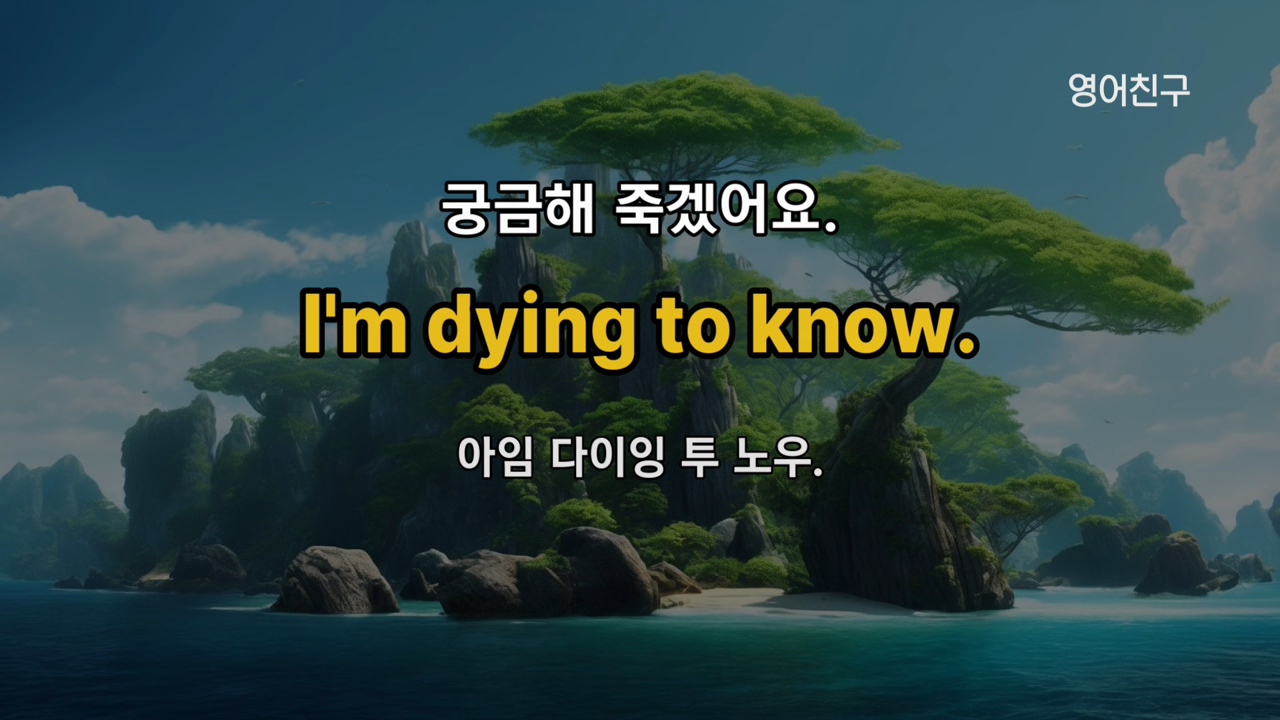 영어친구
궁금해 죽겠어요.
I'm dying to know.
아임 다이잉 투 노우.